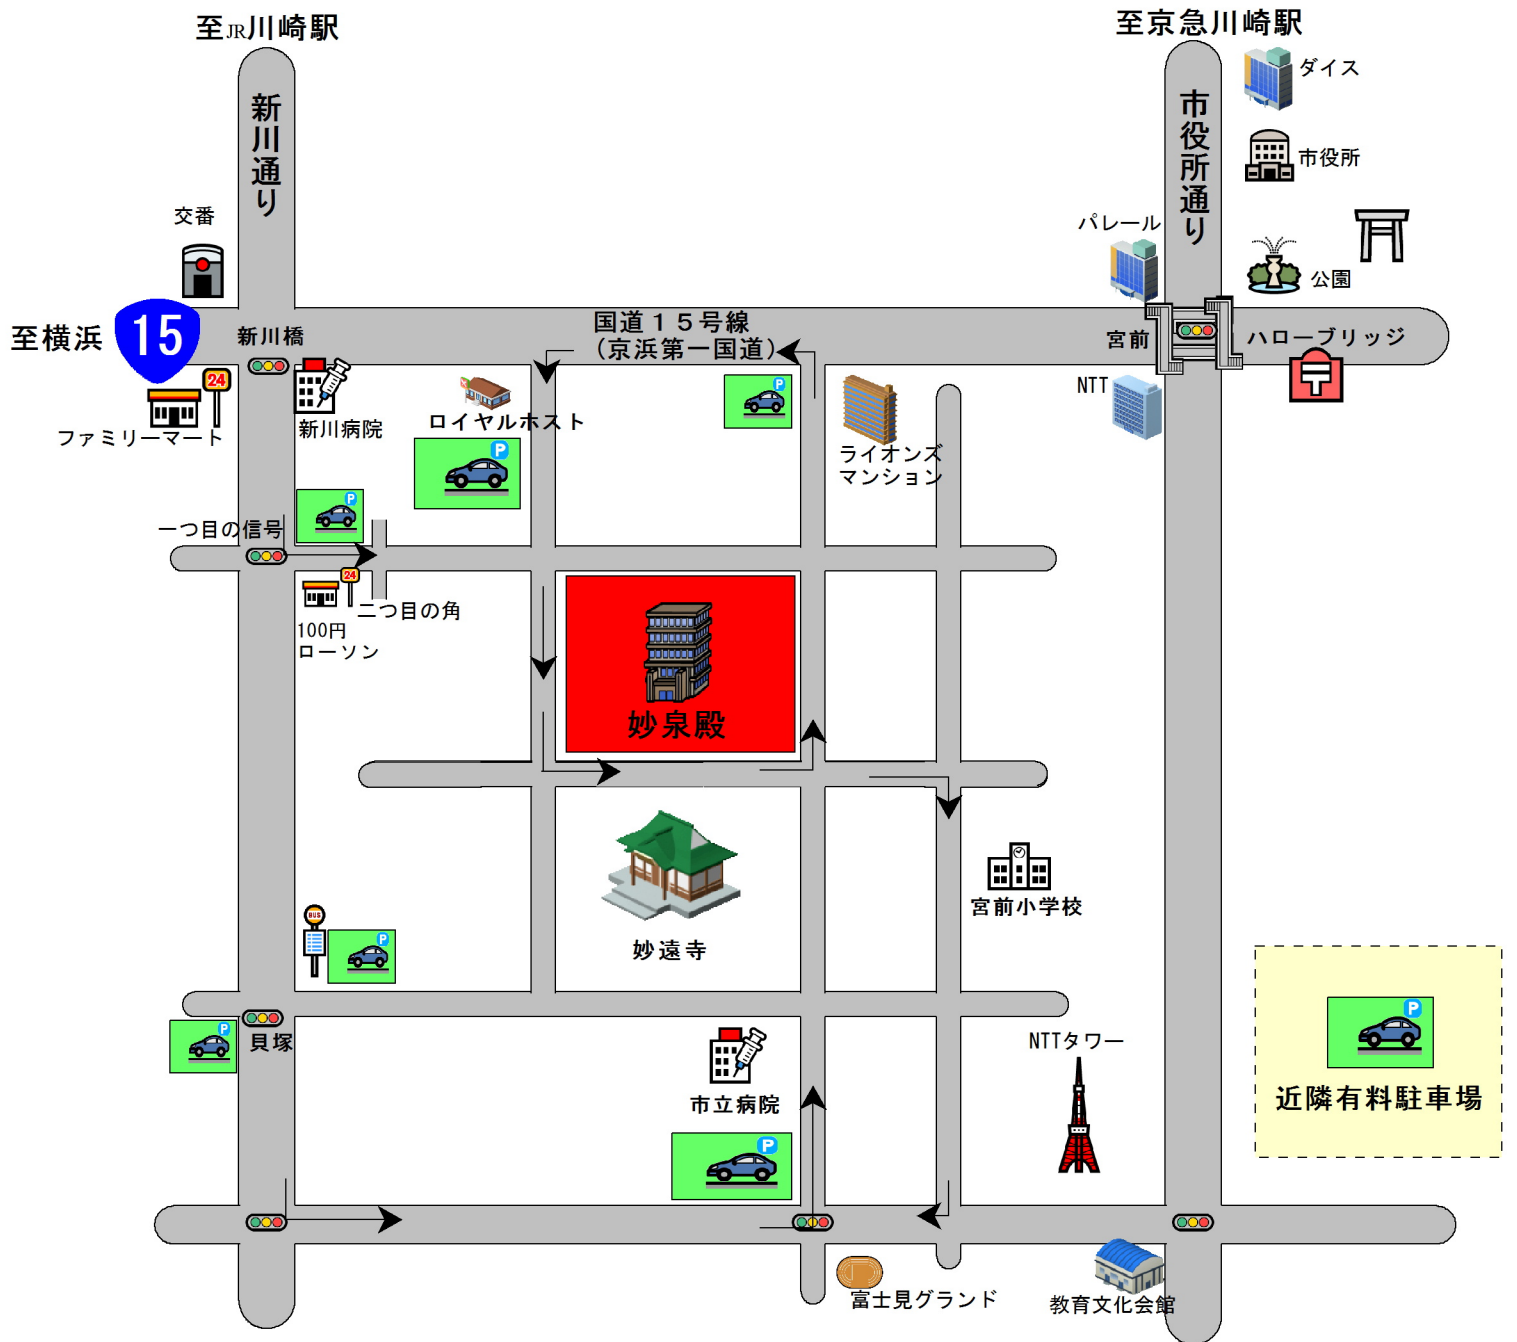 至JR川崎駅
至京急川崎駅
ダイス
新川通り
市役所通り
市役所
交番
パレール
公園
至横浜
15
新川橋
国道15号線
(京浜第一国道)
宮前
ハローブリッジ
24
ファミリーマート
新川病院
ロイヤルホスト
P
NTT
ライオンズ
マンション
P
P
一つ目の信号
24
二つ目の角
100円
ローソン
妙泉殿
宮前小学校
BUS
P
妙遠寺
P
貝塚
NTTタワー
P
近隣有料駐車場
市立病院
P
富士見グランド
教育文化会館